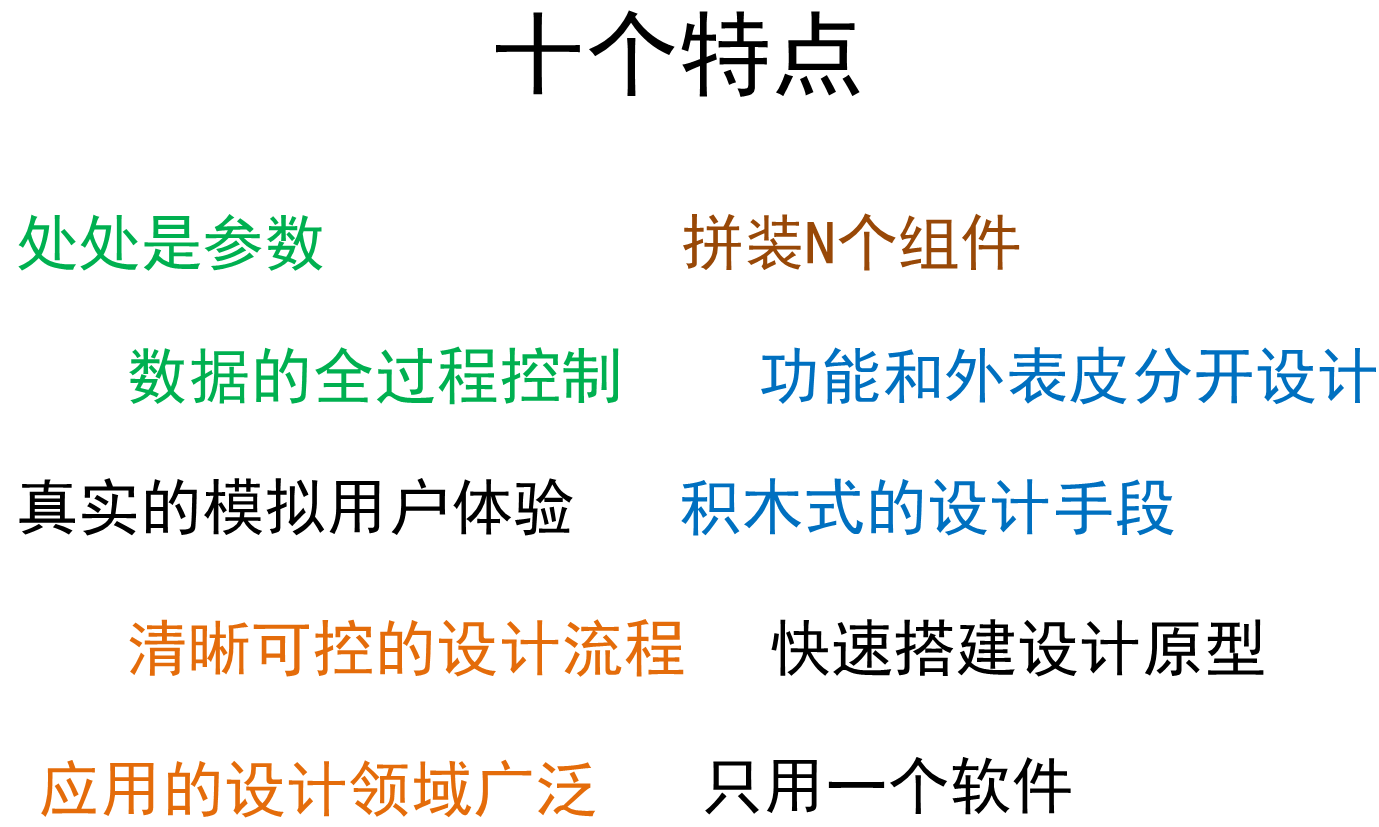 十个特点
处处是参数
拼装N个组件
数据的全过程控制
功能和外表皮分开设计
真实的模拟用户体验
积木式的设计手段
清晰可控的设计流程
快速搭建设计原型
应用的设计领域广泛
只用一个软件